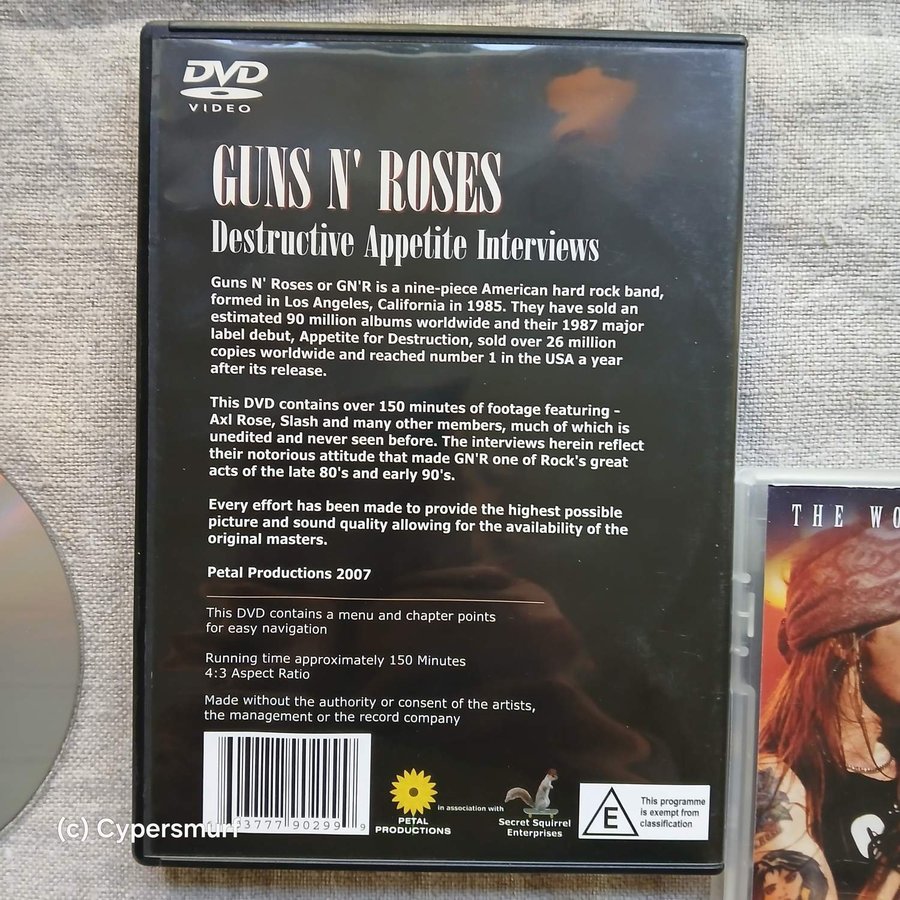 DVD
VIDEO
GUNS N' ROSES
Destructive Appetite Interviews
Guns N' Roses or GN'R is a nine-piece American hard rock band,
formed in Los Angeles, California in 1985. They have sold an
estimated 90 million albums worldwide and their 1987 major
label debut, Appetite for Destruction, sold over 26 million
copies worldwide and reached number 1 in the USA a year
after its release.
This DVD contains over 150 minutes of footage featuring -
Axl Rose, Slash and many other members, much of which is
unedited and never seen before. The interviews herein reflect
their notorious attitude that made GN'R one of Rock's great
acts of the late 80's and early 90's.
Every effort has been made to provide the highest possible
picture and sound quality allowing for the availability of the
original masters.
Petal Productions 2007
This DVD contains a menu and chapter points
for easy navigation
Running time approximately 150 Minutes
4:3 Aspect Ratio
Made without the authority or consent of the artists,
the management or the record company
90299 9
PETAL
PRODUCTIONS
in association with
Secret Squirrel
Enterprises
E
This programme
is exempt from
classification
THE WO
(c) Cypersmurf